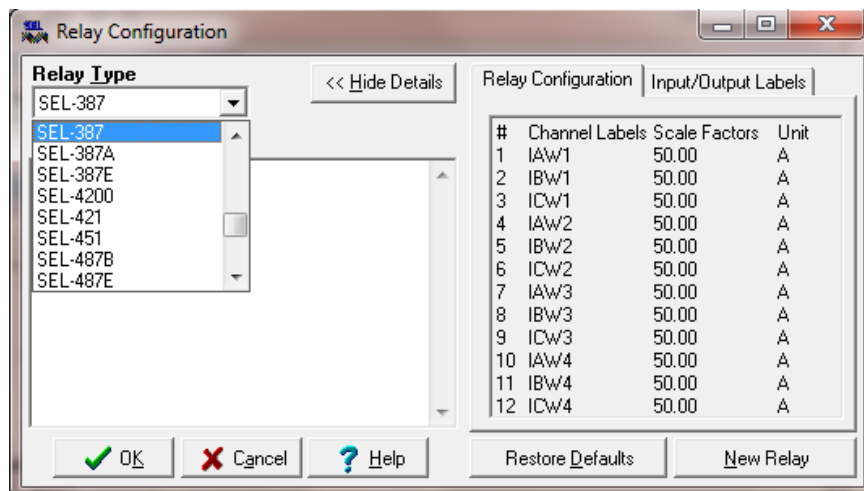 SEL
Relay Configuration
Relay Type
<< Hide Details
SEL-387
SEL-387
SEL-387A
SEL-387E
SEL-4200
SEL-421
SEL-451
SEL-487B
SEL-487E
Relay Configuration
Input/Output Labels
# Channel Labels Scale Factors Unit
1 IAW1 50.00 A
2 IBW1 50.00 A
3 ICW1 50.00 A
4 IAW2 50.00 A
5 IBW2 50.00 A
6 ICW2 50.00 A
7 IAW3 50.00 A
8 IBW3 50.00 A
9 ICW3 50.00 A
10 IAW4 50.00 A
11 IBW4 50.00 A
12 ICW4 50.00 A
OK
Cancel
? Help
Restore Defaults
New Relay